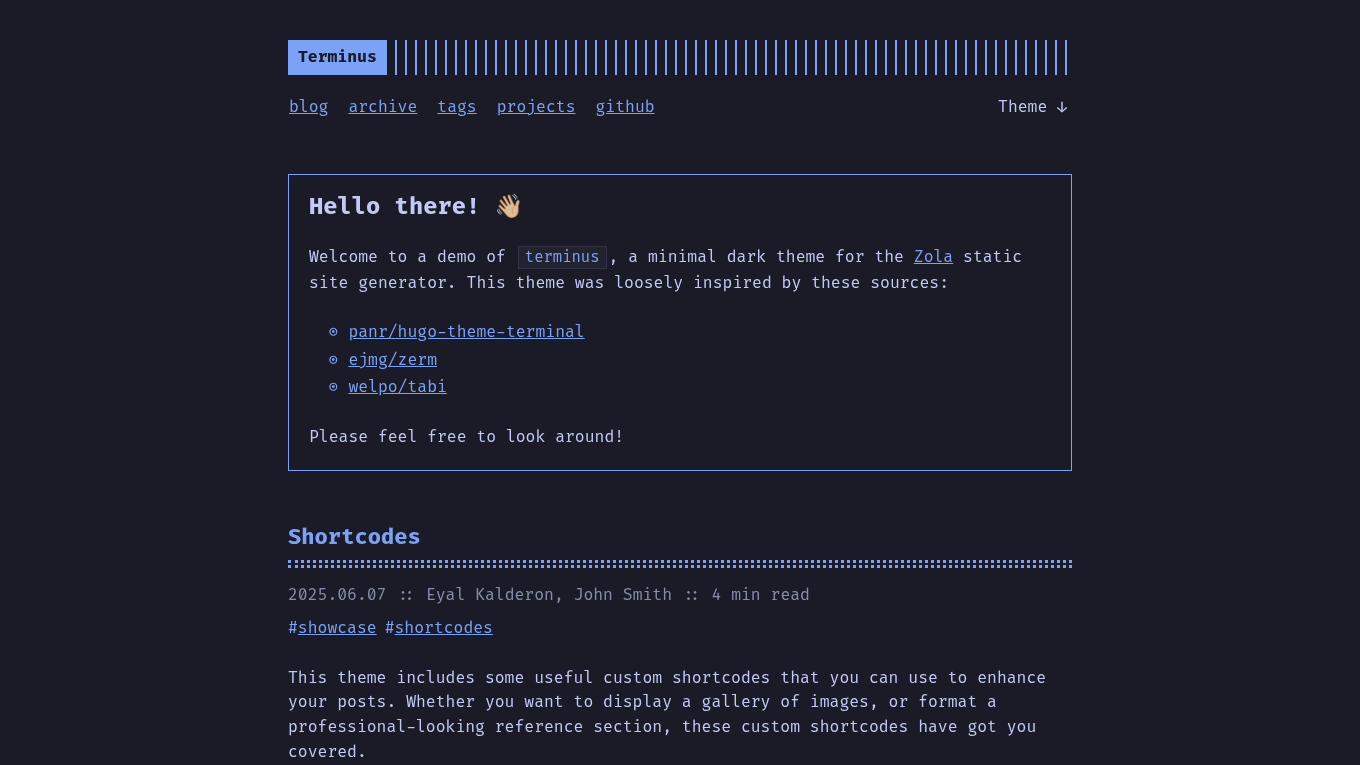 Terminus
blog archive tags projects github Theme ↓
Hello there! 👋🏼
Welcome to a demo of terminus, a minimal dark theme for the Zola static
site generator. This theme was loosely inspired by these sources:
panr/hugo-theme-terminal
ejmg/zerm
welpo/tabi
Please feel free to look around!
Shortcodes
2025.06.07 :: Eyal Kalderon, John Smith :: 4 min read
#showcase #shortcodes
This theme includes some useful custom shortcodes that you can use to enhance
your posts. Whether you want to display a gallery of images, or format a
professional-looking reference section, these custom shortcodes have got you
covered.